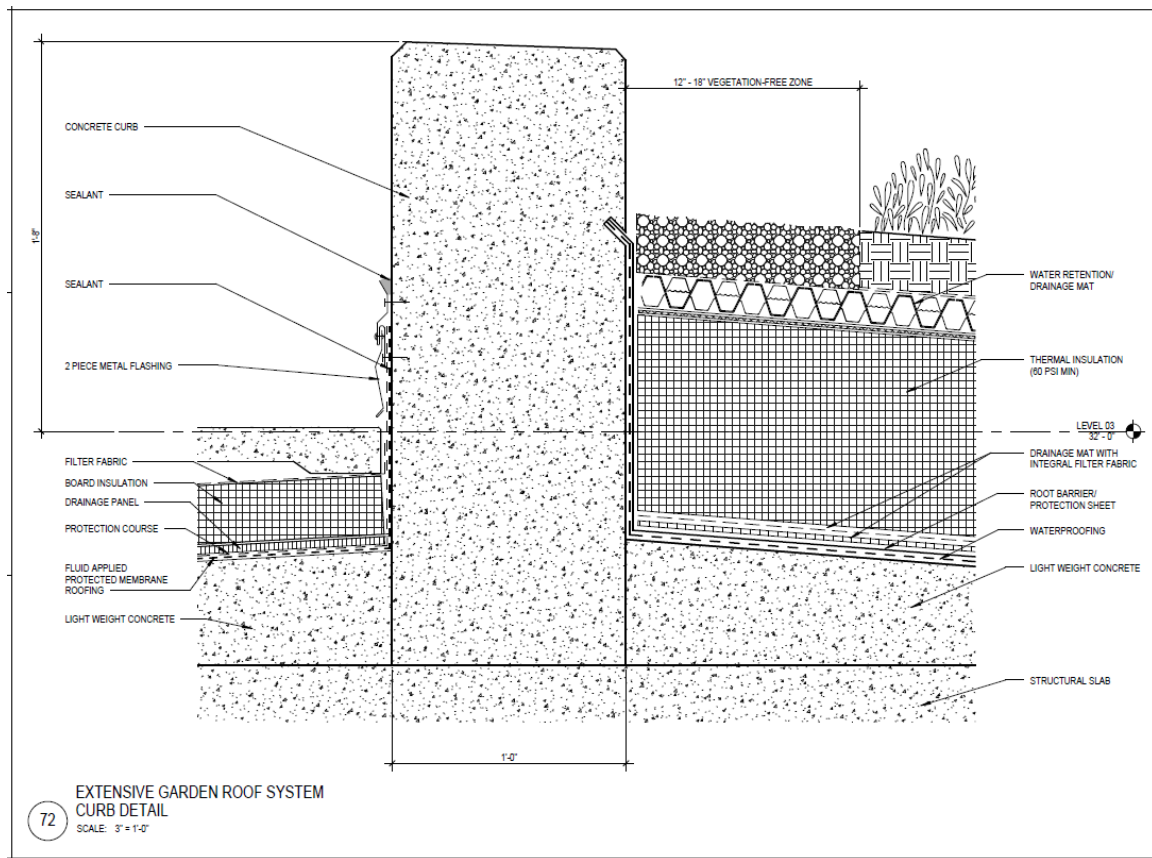 12" - 18" VEGETATION-FREE ZONE
CONCRETE CURB
SEALANT
1'-8"
SEALANT
2 PIECE METAL FLASHING
FILTER FABRIC
BOARD INSULATION
DRAINAGE PANEL
PROTECTION COURSE
FLUID APPLIED
PROTECTED MEMBRANE
ROOFING
LIGHT WEIGHT CONCRETE
WATER RETENTION/
DRAINAGE MAT
THERMAL INSULATION
(60 PSI MIN)
LEVEL 03
32' - 0"
DRAINAGE MAT WITH
INTEGRAL FILTER FABRIC
ROOT BARRIER/
PROTECTION SHEET
WATERPROOFING
LIGHT WEIGHT CONCRETE
STRUCTURAL SLAB
1'-0"
72
EXTENSIVE GARDEN ROOF SYSTEM
CURB DETAIL
SCALE: 3" = 1'-0"